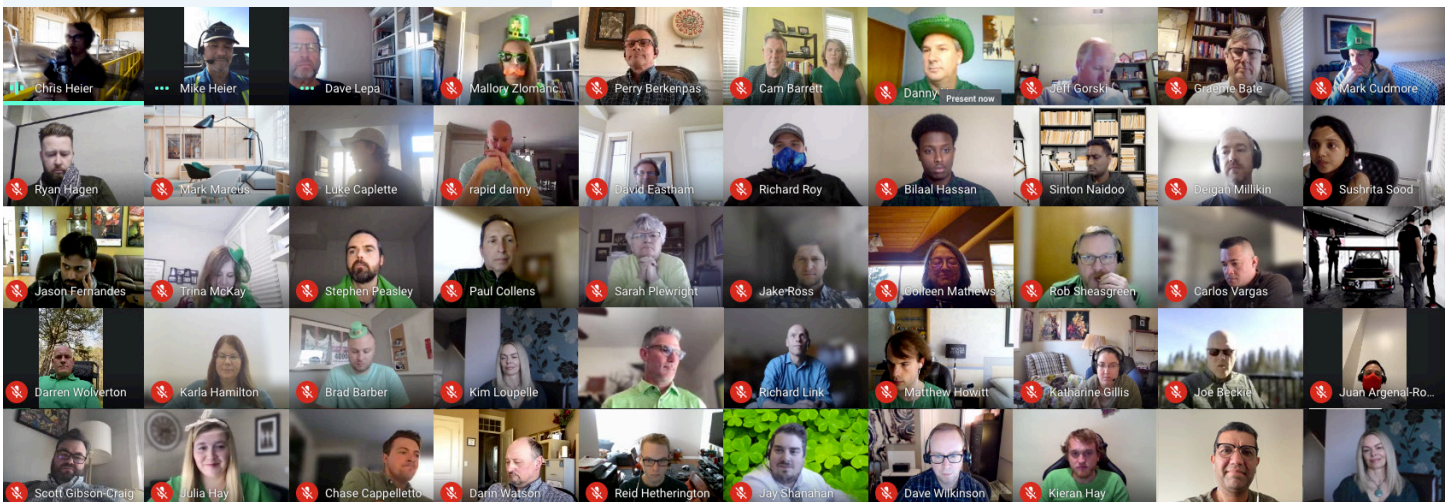 Chris Heier
Mike Heier
Dave Lepa
Mallory Zlomanc...
Perry Berkenpas
Cam Barrett
Danny
Present now
Jeff Gorski
Graeme Bate
Mark Cudmore
Ryan Hagen
Mark Marcus
Luke Caplette
rapid danny
David Eastham
Richard Roy
Bilaal Hassan
Sinton Naidoo
Deigan Millikin
Sushrita Sood
Jason Fernandes
Trina McKay
Stephen Peasley
Paul Collens
Sarah Plewright
Jake Ross
Colleen Mathews
Rob Sheasgreen
Carlos Vargas
Darren Wolverton
Karla Hamilton
Brad Barber
Kim Loupelle
Richard Link
Matthew Howitt
Katharine Gillis
Joe Beckie
Juan Argenal-Ro...
Scott Gibson-Craig
Julia Hay
Chase Cappelletto
Darin Watson
Reid Hetherington
Jay Shanahan
Dave Wilkinson
Kieran Hay